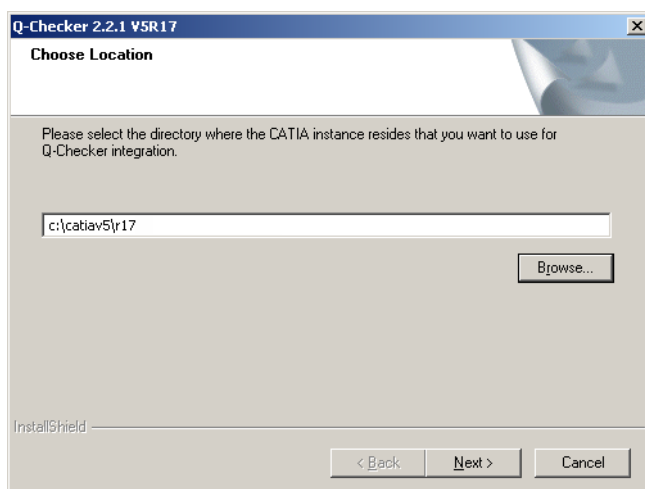 Q-Checker 2.2.1 V5R17
Choose Location
Please select the directory where the CATIA instance resides that you want to use for
Q-Checker integration.
c:\catiav5\r17
Browse...
InstallShield
< Back
Next >
Cancel